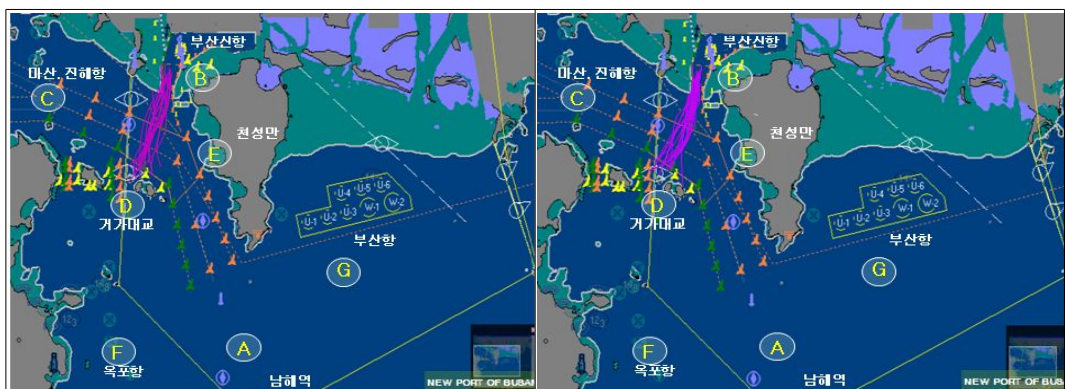 부산신항
B
마산, 진해항
C
천성만
E
D
거가대교
U-4 U-5 U-6
U-1 U-2 U-3 W-1 W-2
부산항
G
A
F
옥포항
남해역
NEW PORT OF BUSAN
부산신항
B
마산, 진해항
C
천성만
E
D
거가대교
U-4 U-5 U-6
U-1 U-2 U-3 W-1 W-2
부산항
G
A
F
옥포항
남해역
NEW PORT OF BUSAN